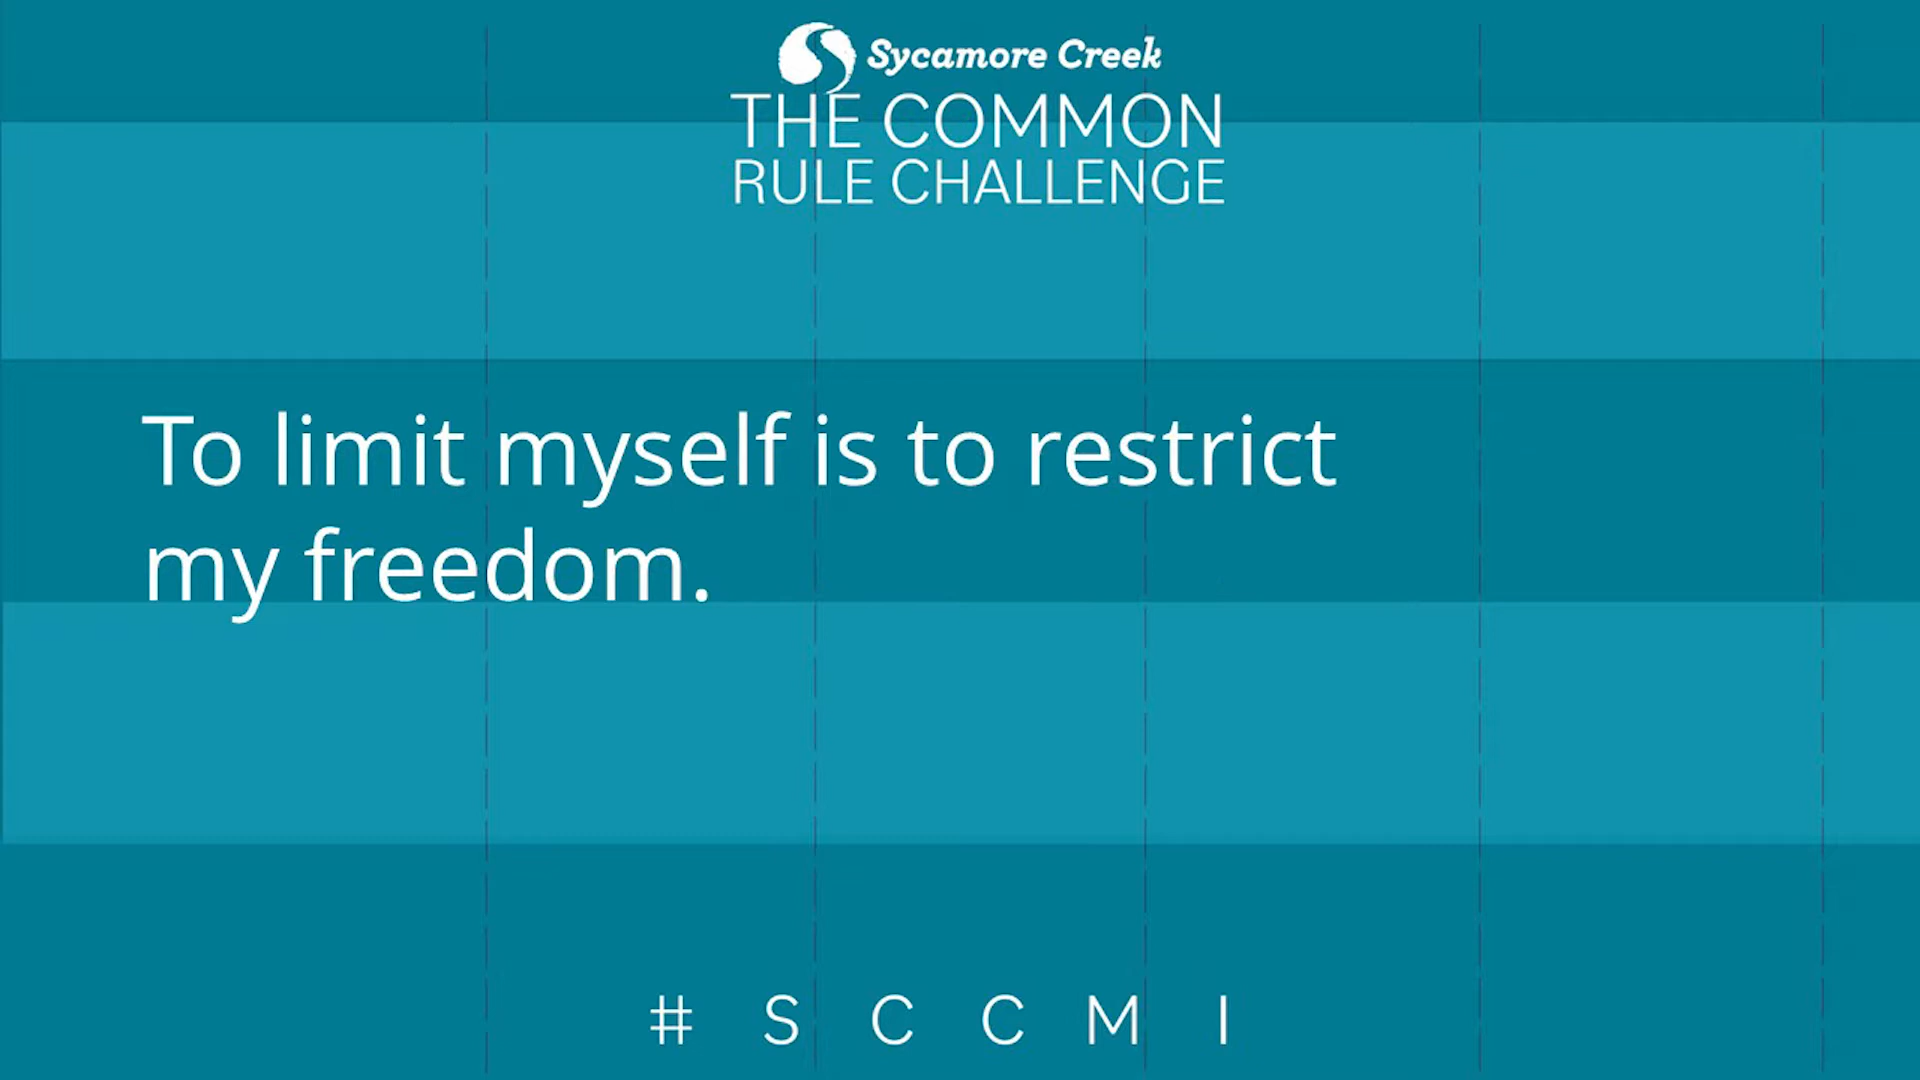 Sycamore Creek
THE COMMON
RULE CHALLENGE
To limit myself is to restrict
my freedom.
# S C C M I